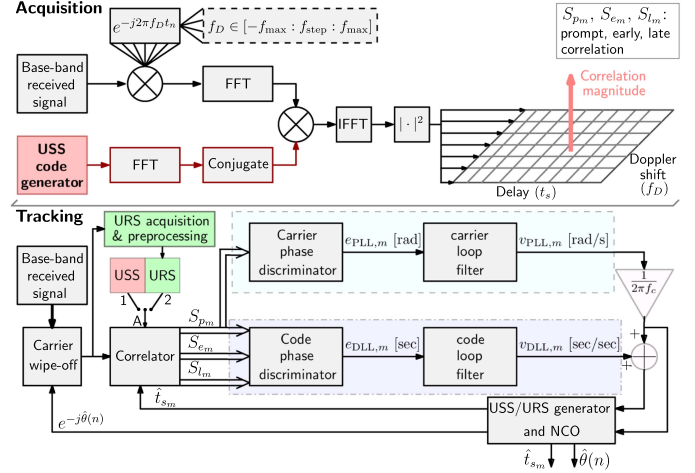 Acquisition
e^{-j2πf_D t_n}
f_D ∈ [−f_max : f_step : f_max]
S_{p_m}, S_{e_m}, S_{l_m}:
prompt, early, late
correlation
Base-band
received
signal
FFT
Correlation
magnitude
USS
code
generator
FFT
Conjugate
IFFT
|·|^2
Delay (t_s)
Doppler
shift
(f_D)
Tracking
URS acquisition
& preprocessing
Base-band
received
signal
USS
URS
1
2
A
Carrier
wipe-off
Correlator
S_{p_m}
S_{e_m}
S_{l_m}
Carrier
phase
discriminator
e_{PLL,m} [rad]
carrier
loop
filter
v_{PLL,m} [rad/s]
1/(2πf_c)
Code
phase
discriminator
e_{DLL,m} [sec]
code
loop
filter
v_{DLL,m} [sec/sec]
+
+
t̂_{s_m}
e^{-jθ̂(n)}
USS/URS generator
and NCO
t̂_{s_m}
θ̂(n)